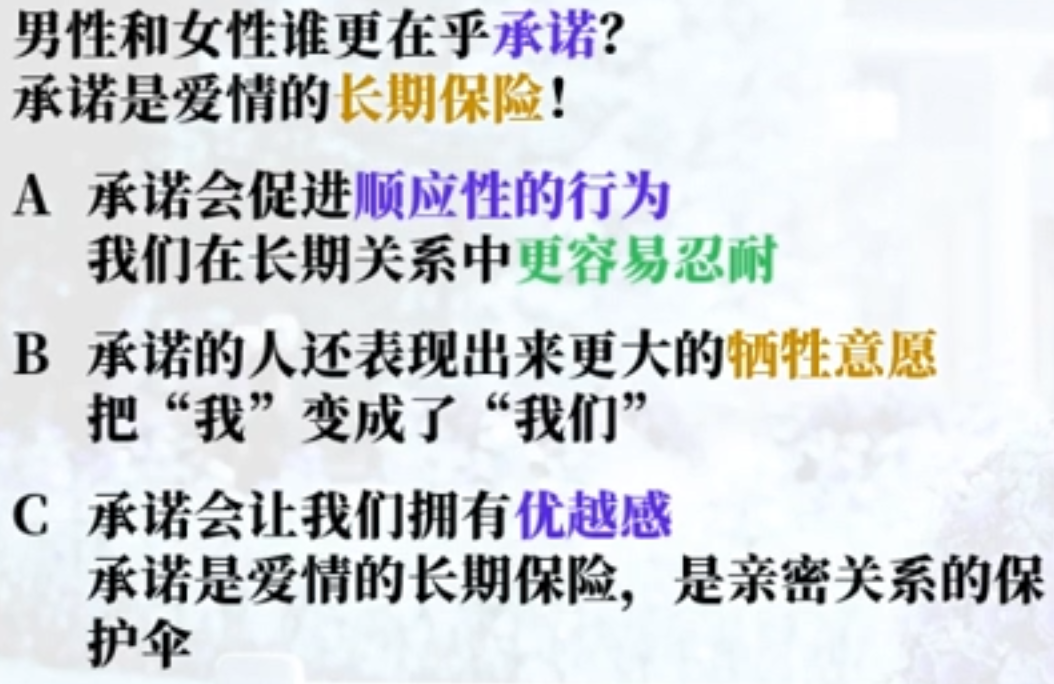 男性和女性谁更在乎承诺？
承诺是爱情的长期保险！
A 承诺会促进顺应性的行为
我们在长期关系中更容易忍耐
B 承诺的人还表现出来更大的牺牲意愿
把“我”变成了“我们”
C 承诺会让我们拥有优越感
承诺是爱情的长期保险，是亲密关系的保
护伞